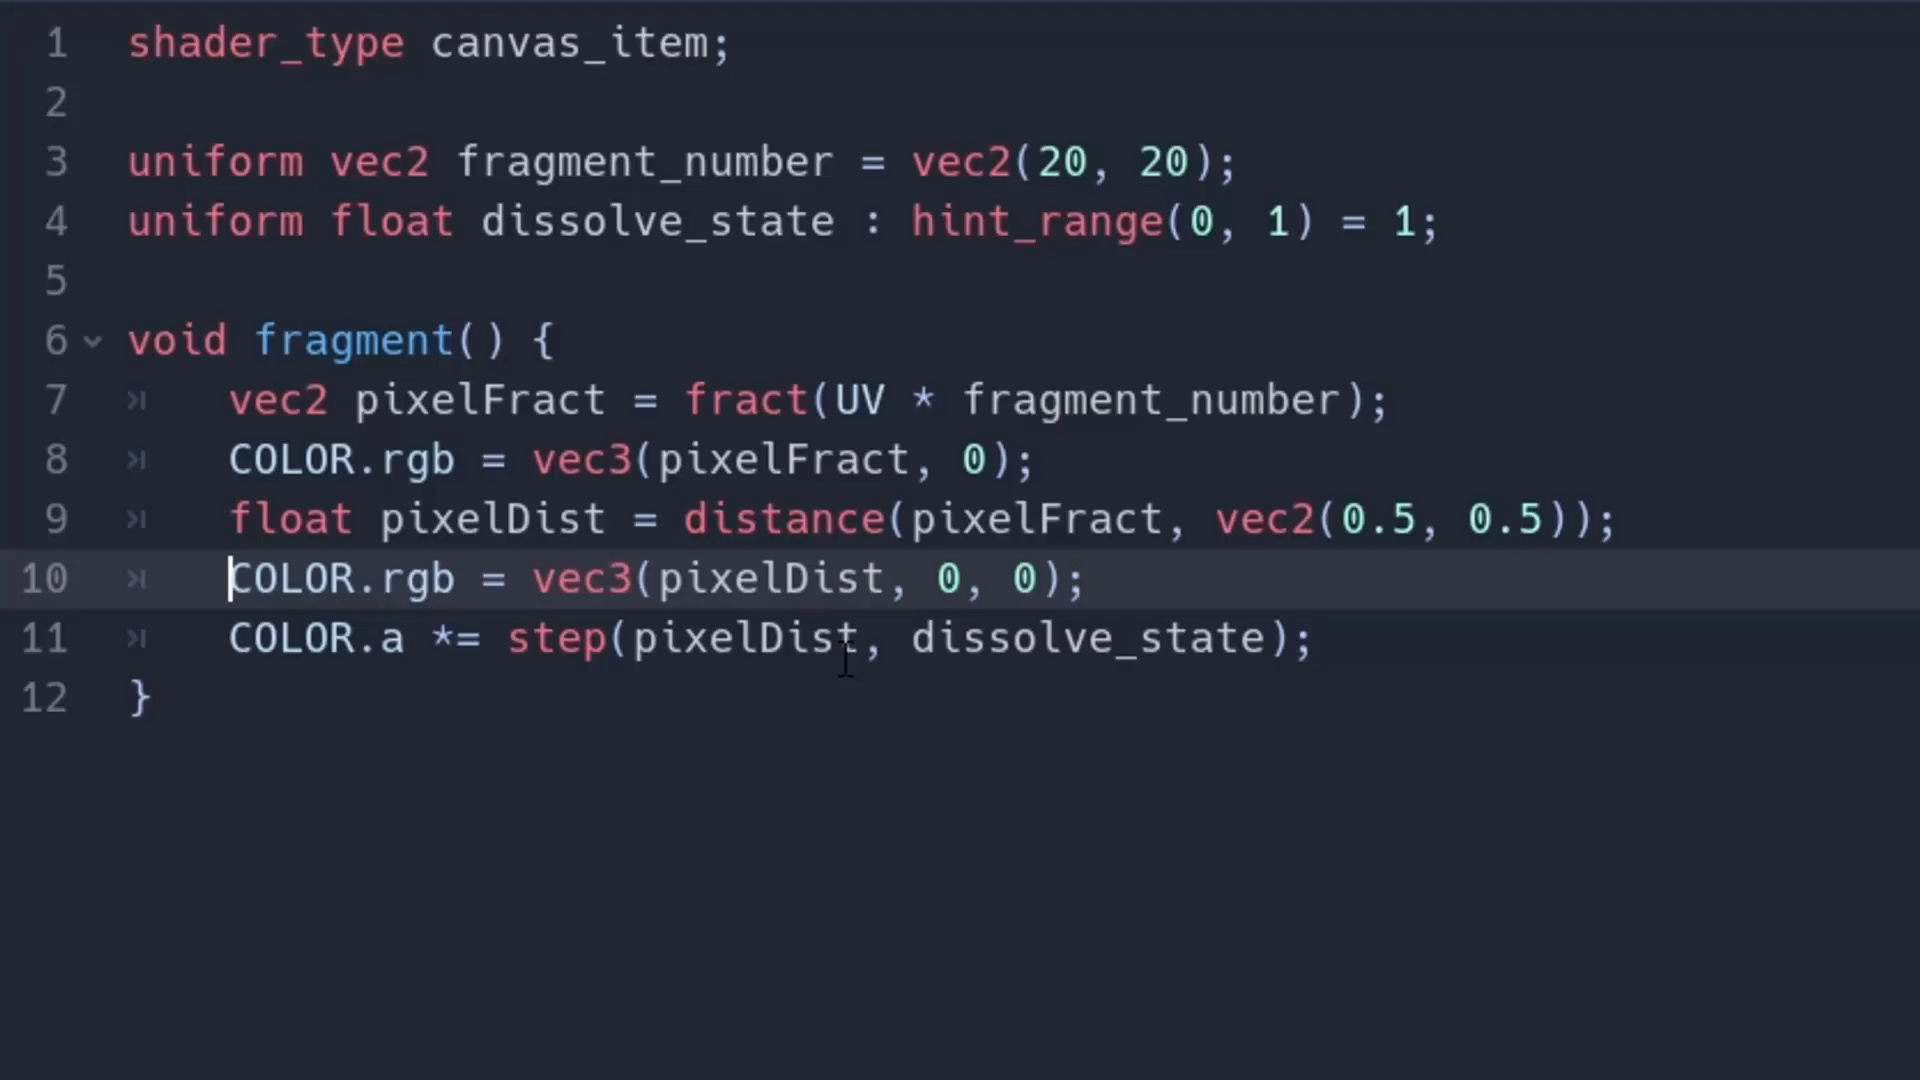 1 shader_type canvas_item;
2
3 uniform vec2 fragment_number = vec2(20, 20);
4 uniform float dissolve_state : hint_range(0, 1) = 1;
5
6 void fragment() {
7 vec2 pixelFract = fract(UV * fragment_number);
8 COLOR.rgb = vec3(pixelFract, 0);
9 float pixelDist = distance(pixelFract, vec2(0.5, 0.5));
10 COLOR.rgb = vec3(pixelDist, 0, 0);
11 COLOR.a *= step(pixelDist, dissolve_state);
12 }